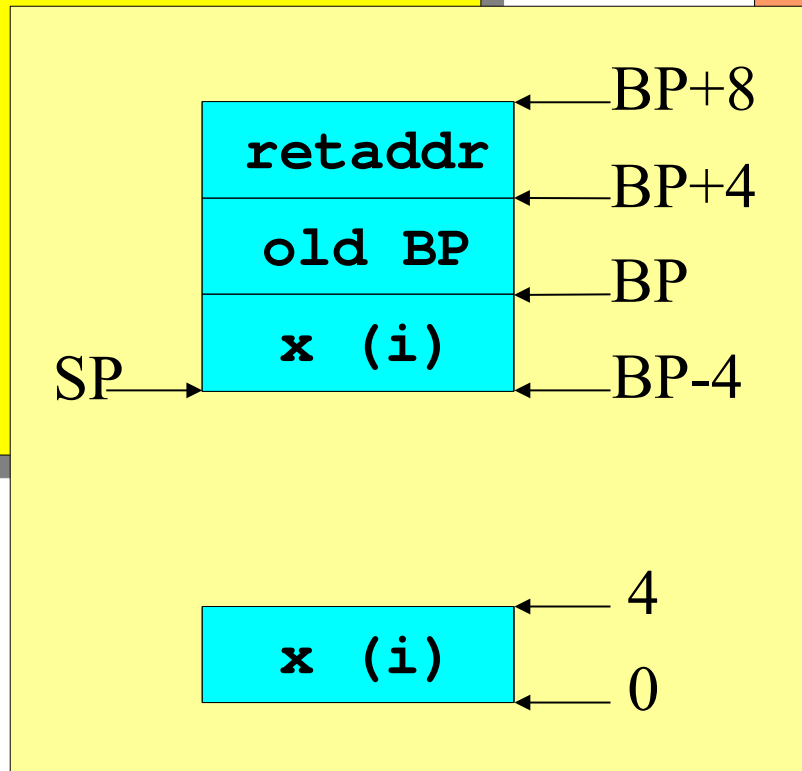 BP+8
retaddr
BP+4
old BP
BP
x (i)
SP
BP-4
4
x (i)
0